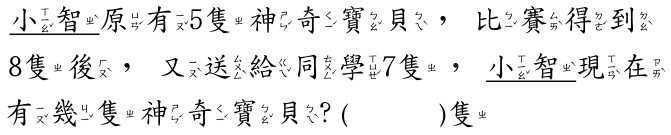 小智原有5隻神奇寶貝，比賽得到
8隻後，又送給同學7隻，小智現在
有幾隻神奇寶貝?(　　)隻